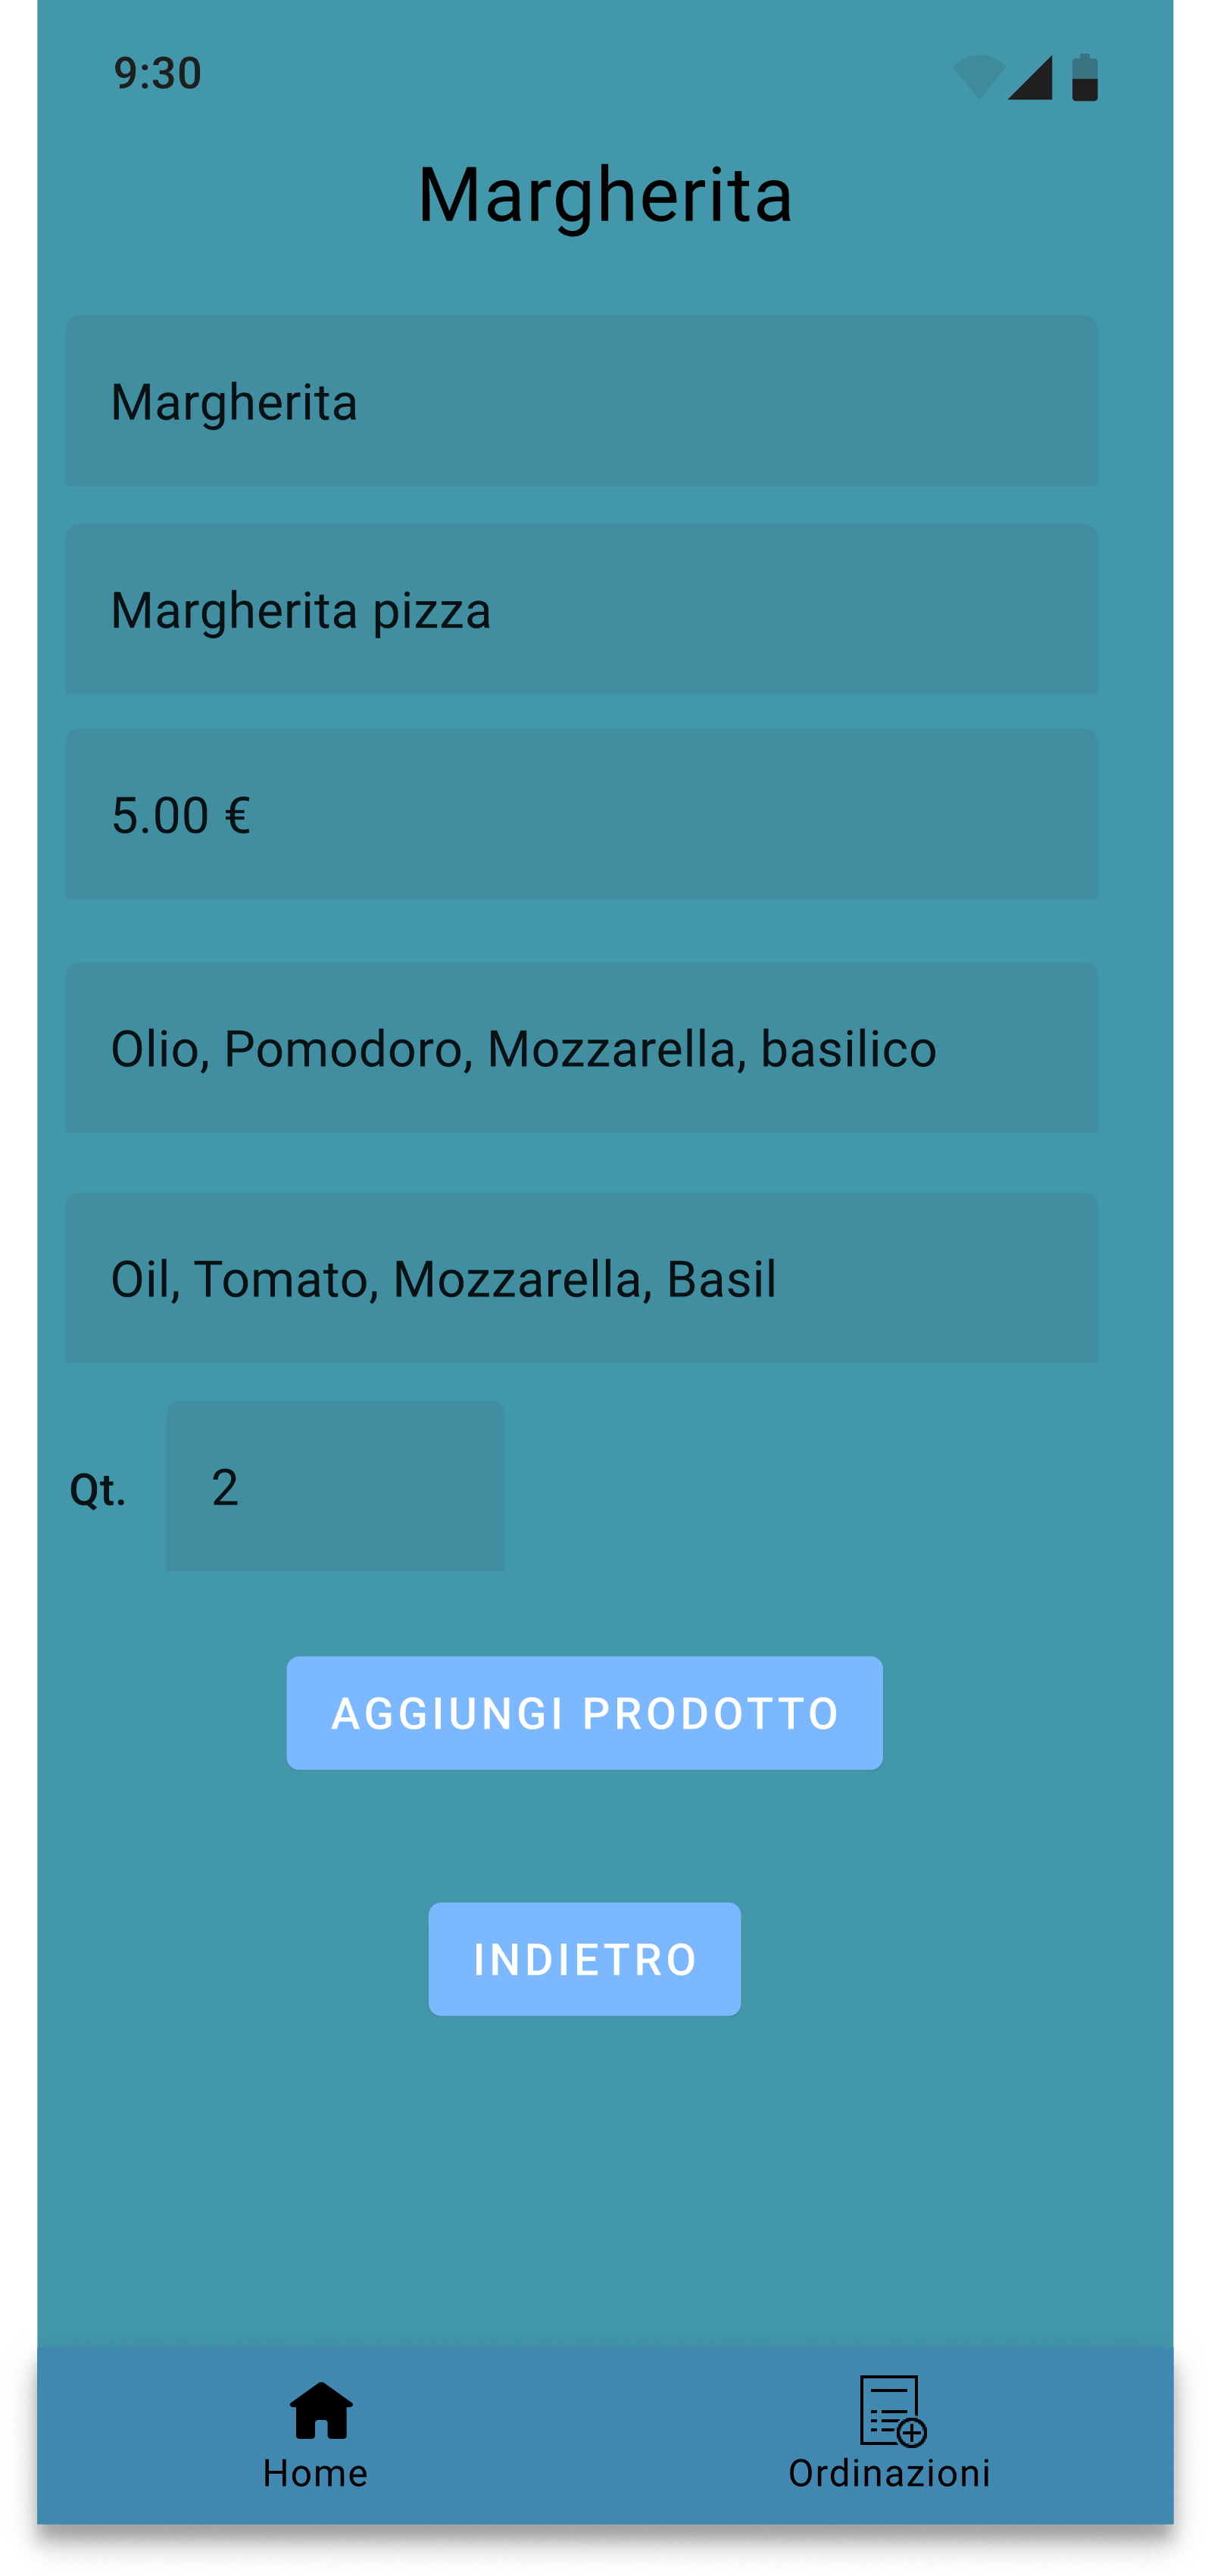 9:30
Margherita
Margherita
Margherita pizza
5.00 €
Olio, Pomodoro, Mozzarella, basilico
Oil, Tomato, Mozzarella, Basil
Qt. 2
AGGIUNGI PRODOTTO
INDIETRO
Home Ordinazioni